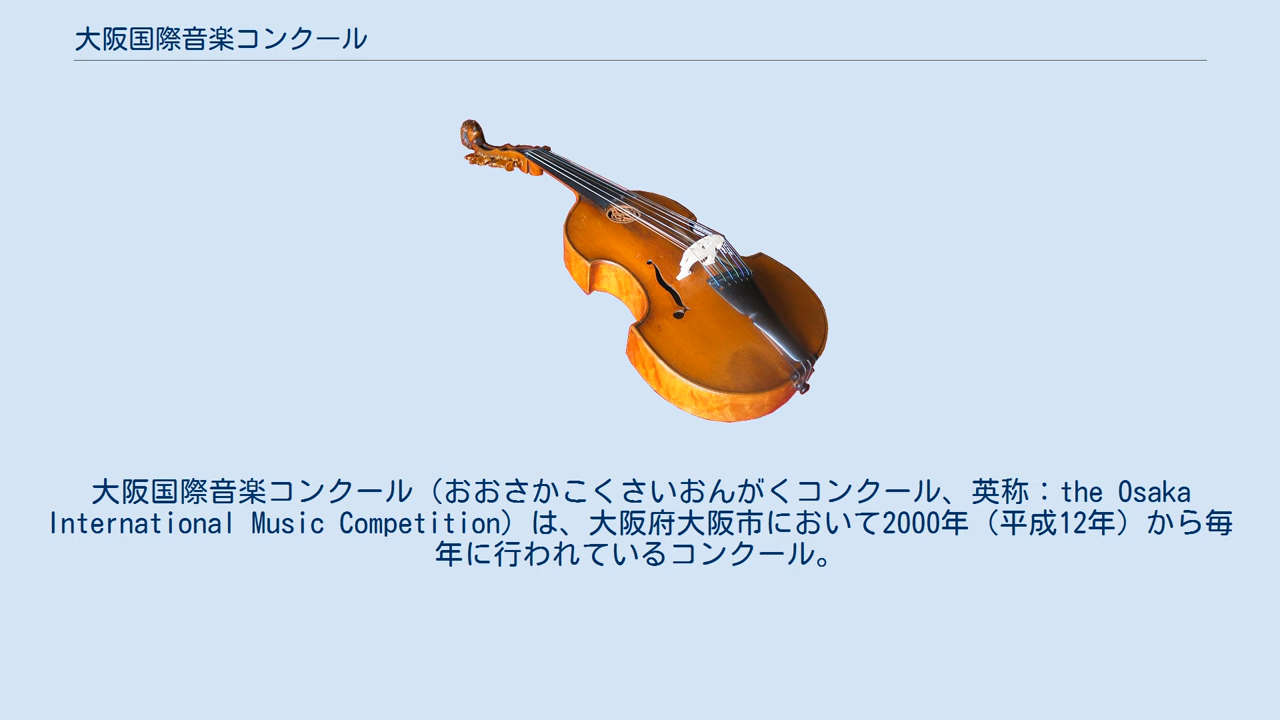 大阪国際音楽コンクール
大阪国際音楽コンクール（おおさかこくさいおんがくコンクール、英称：the Osaka
International Music Competition）は、大阪府大阪市において2000年（平成12年）から毎
年に行われているコンクール。